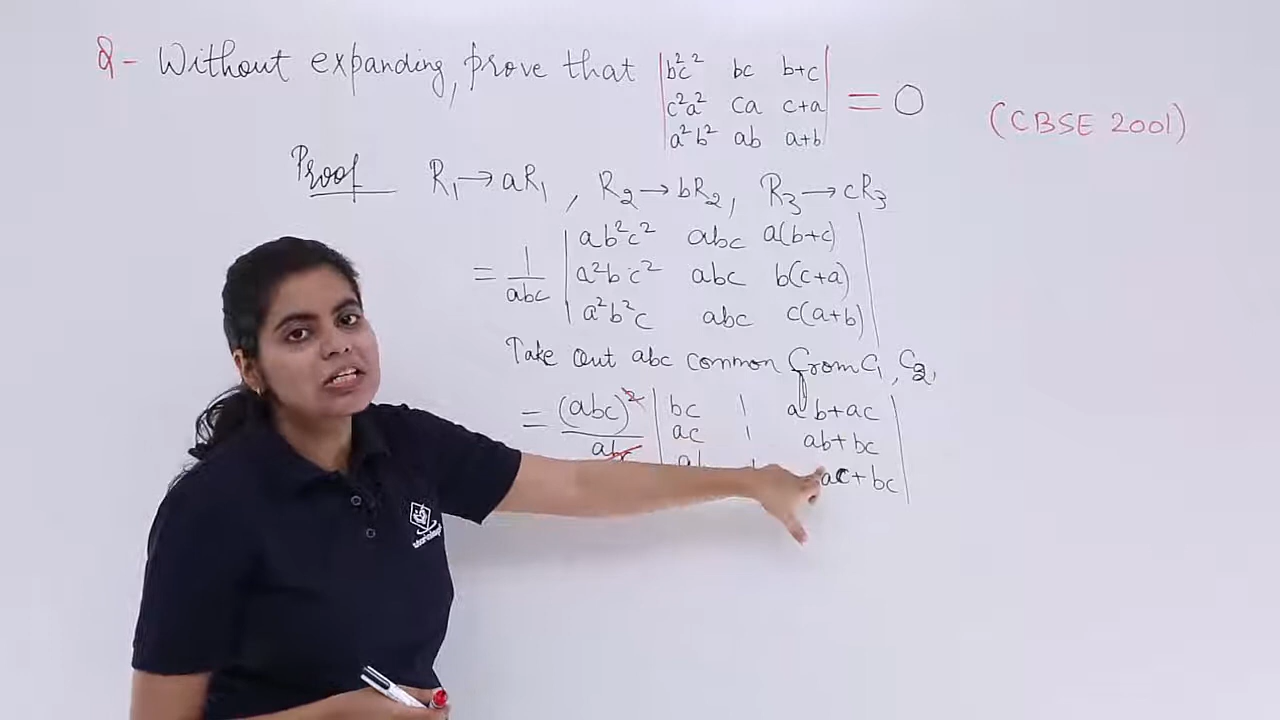 Q- Without expanding, prove that | b²c² bc b+c | = 0
| c²a² ca c+a |
| a²b² ab a+b |
(CBSE 2001)
Proof R₁→aR₁, R₂→bR₂, R₃→cR₃
= 1/abc | ab²c² abc a(b+c) |
| a²bc² abc b(c+a) |
| a²b²c abc c(a+b) |
Take out abc common from C₁, C₂,
= (abc)²/abc | bc 1 ab+ac |
| ac 1 ab+bc |
| ac+bc |